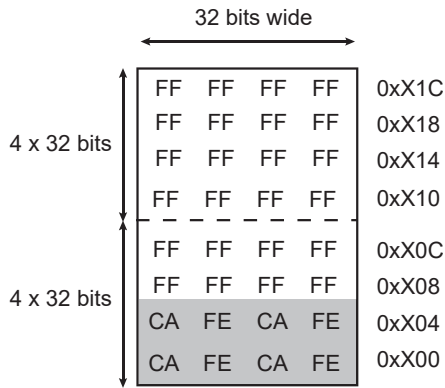 32 bits wide
FF FF FF FF 0xX1C
FF FF FF FF 0xX18
4 x 32 bits
FF FF FF FF 0xX14
FF FF FF FF 0xX10
FF FF FF FF 0xX0C
FF FF FF FF 0xX08
4 x 32 bits
CA FE CA FE 0xX04
CA FE CA FE 0xX00